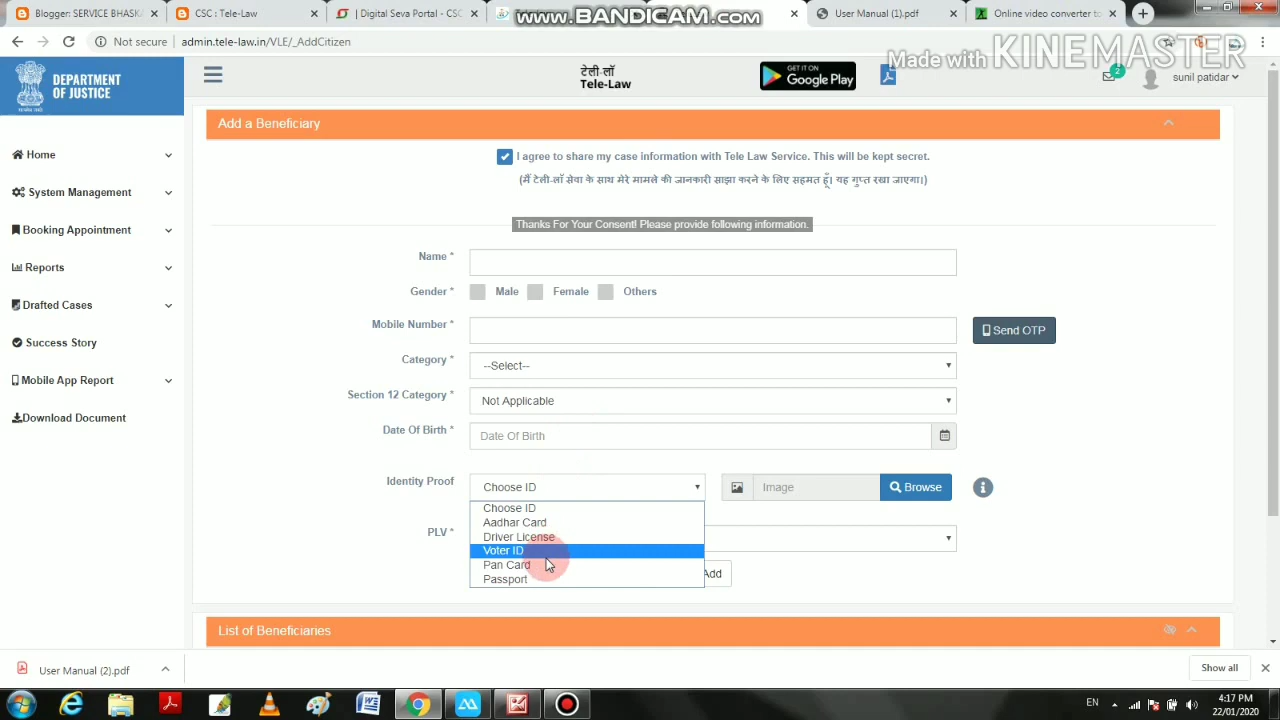 Blogger: SERVICE BHASK
CSC : Tele-Law
| Digital Seva Portal - CSC
www.BANDICAM.com
User Manual (1).pdf
Online video converter to
Not secure | admin.tele-law.in/VLE/_AddCitizen
Made with KINEMASTER
DEPARTMENT
OF JUSTICE
टेली-लॉ
Tele-Law
GET IT ON
Google Play
2
sunil patidar
Home
System Management
Booking Appointment
Reports
Drafted Cases
Success Story
Mobile App Report
Download Document
Add a Beneficiary
I agree to share my case information with Tele Law Service. This will be kept secret.
(मैं टेली-लॉ सेवा के साथ मेरे मामले की जानकारी साझा करने के लिए सहमत हूँ। यह गुप्त रखा जाएगा।)
Thanks For Your Consent! Please provide following information.
Name *
Gender * Male Female Others
Mobile Number * Send OTP
Category * --Select--
Section 12 Category * Not Applicable
Date Of Birth * Date Of Birth
Identity Proof Choose ID Image Browse
Choose ID
Aadhar Card
Driver License
Voter ID
Pan Card
Passport
PLV *
Add
List of Beneficiaries
User Manual (2).pdf
Show all
EN
4:17 PM
22/01/2020